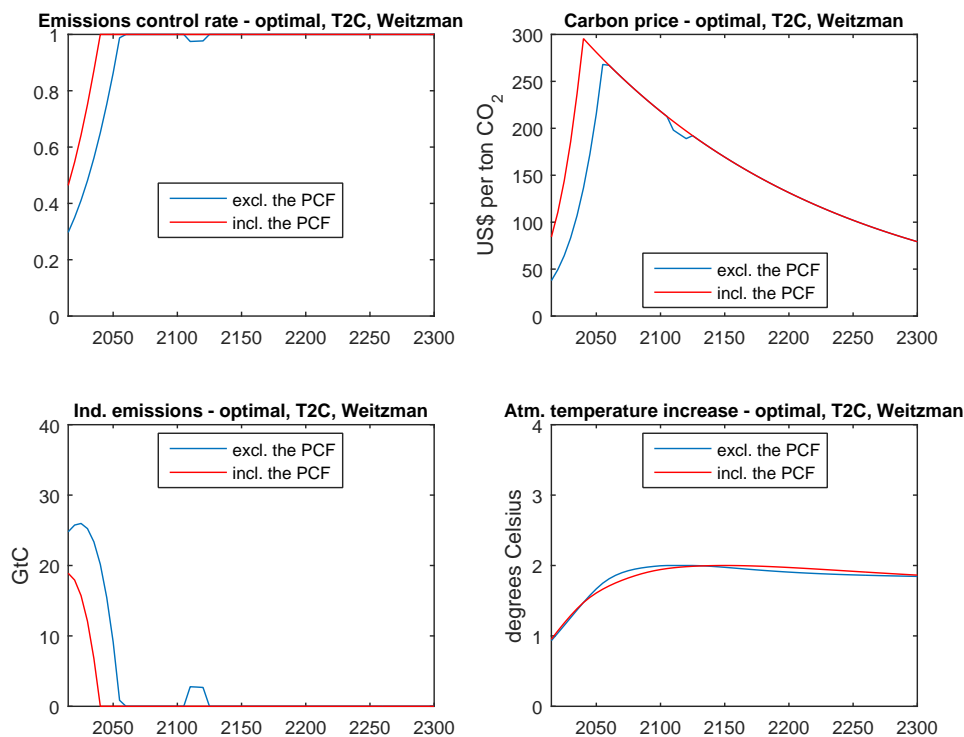 Emissions control rate - optimal, T2C, Weitzman
1
0.8
0.6
0.4
0.2
0
excl. the PCF
incl. the PCF
2050 2100 2150 2200 2250 2300
Carbon price - optimal, T2C, Weitzman
US$ per ton CO2
300
250
200
150
100
50
0
excl. the PCF
incl. the PCF
2050 2100 2150 2200 2250 2300
Ind. emissions - optimal, T2C, Weitzman
GtC
40
30
20
10
0
excl. the PCF
incl. the PCF
2050 2100 2150 2200 2250 2300
Atm. temperature increase - optimal, T2C, Weitzman
degrees Celsius
4
3
2
1
0
excl. the PCF
incl. the PCF
2050 2100 2150 2200 2250 2300